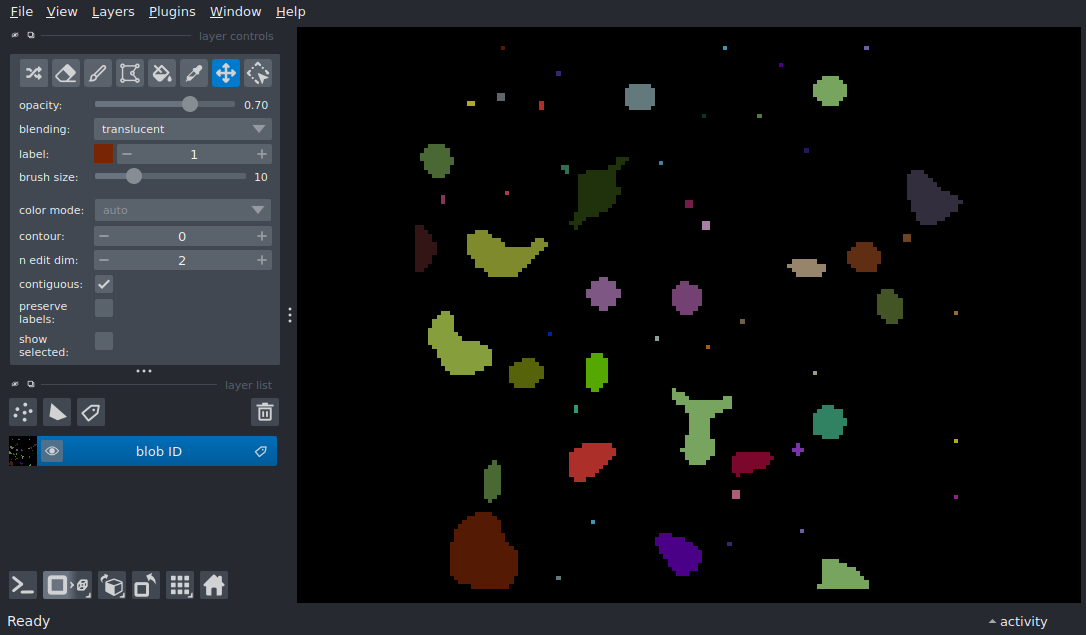 File View Layers Plugins Window Help
layer controls
opacity: 0.70
blending: translucent
label: 1
brush size: 10
color mode: auto
contour: 0
n edit dim: 2
contiguous:
preserve
labels:
show
selected:
layer list
blob ID
Ready activity